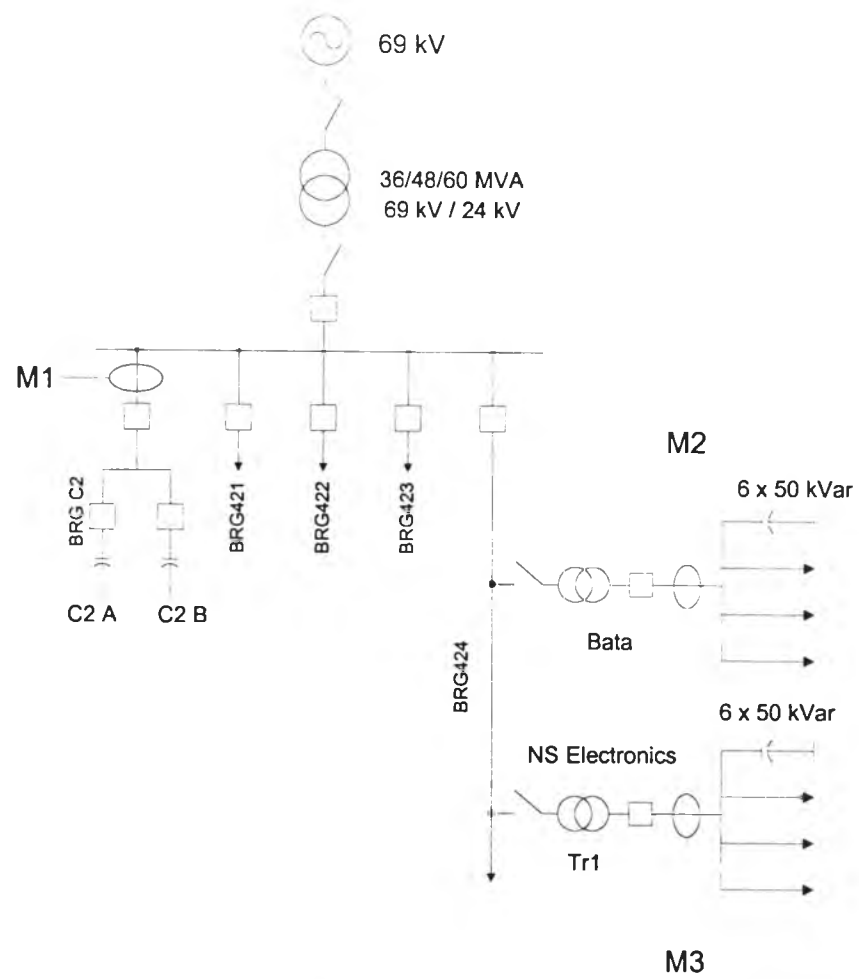 69 kV
36/48/60 MVA
69 kV / 24 kV
M1
BRG C2
BRG421
BRG422
BRG423
C2 A
C2 B
M2
6 x 50 kVar
Bata
BRG424
6 x 50 kVar
NS Electronics
Tr1
M3